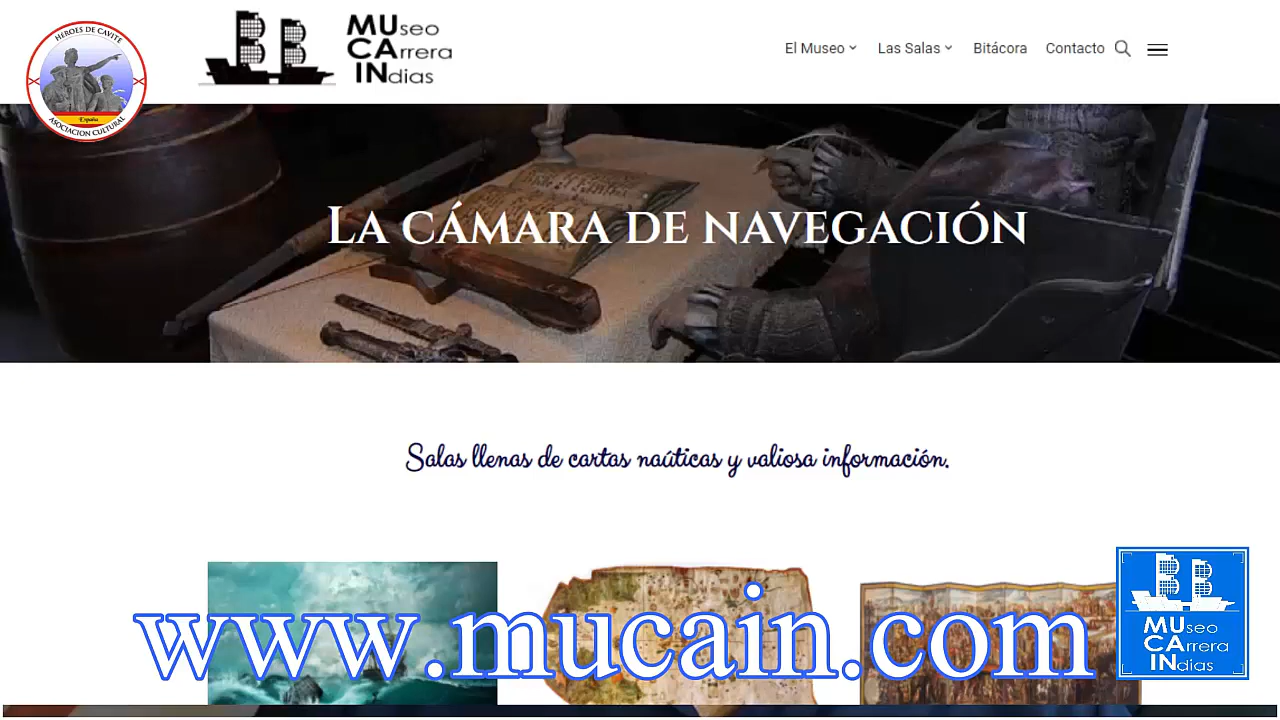 HEROES DE CAVITE
España
ASOCIACION CULTURAL
MUseo
CArrera
INdias
El Museo
Las Salas
Bitácora
Contacto
La cámara de navegación
Salas llenas de cartas naúticas y valiosa información.
www.mucain.com
MUseo
CArrera
INdias